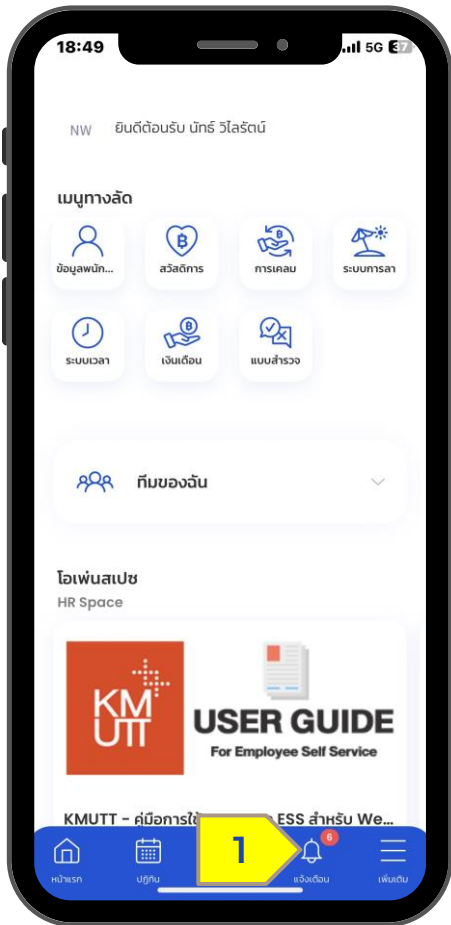 18:49
5G 37
NW ยินดีต้อนรับ นัทธ์ วิไลรัตน์
เมนูทางลัด
ข้อมูลพนัก...
สวัสดิการ
การเคลม
ระบบการลา
ระบบเวลา
เงินเดือน
แบบสำรวจ
ทีมของฉัน
โอเพ่นสเปซ
HR Space
KM
UTT
USER GUIDE
For Employee Self Service
KMUTT - คู่มือการใช้ ESS สำหรับ We...
1
6
หน้าแรก
ปฏิทิน
แจ้งเตือน
เพิ่มเติม